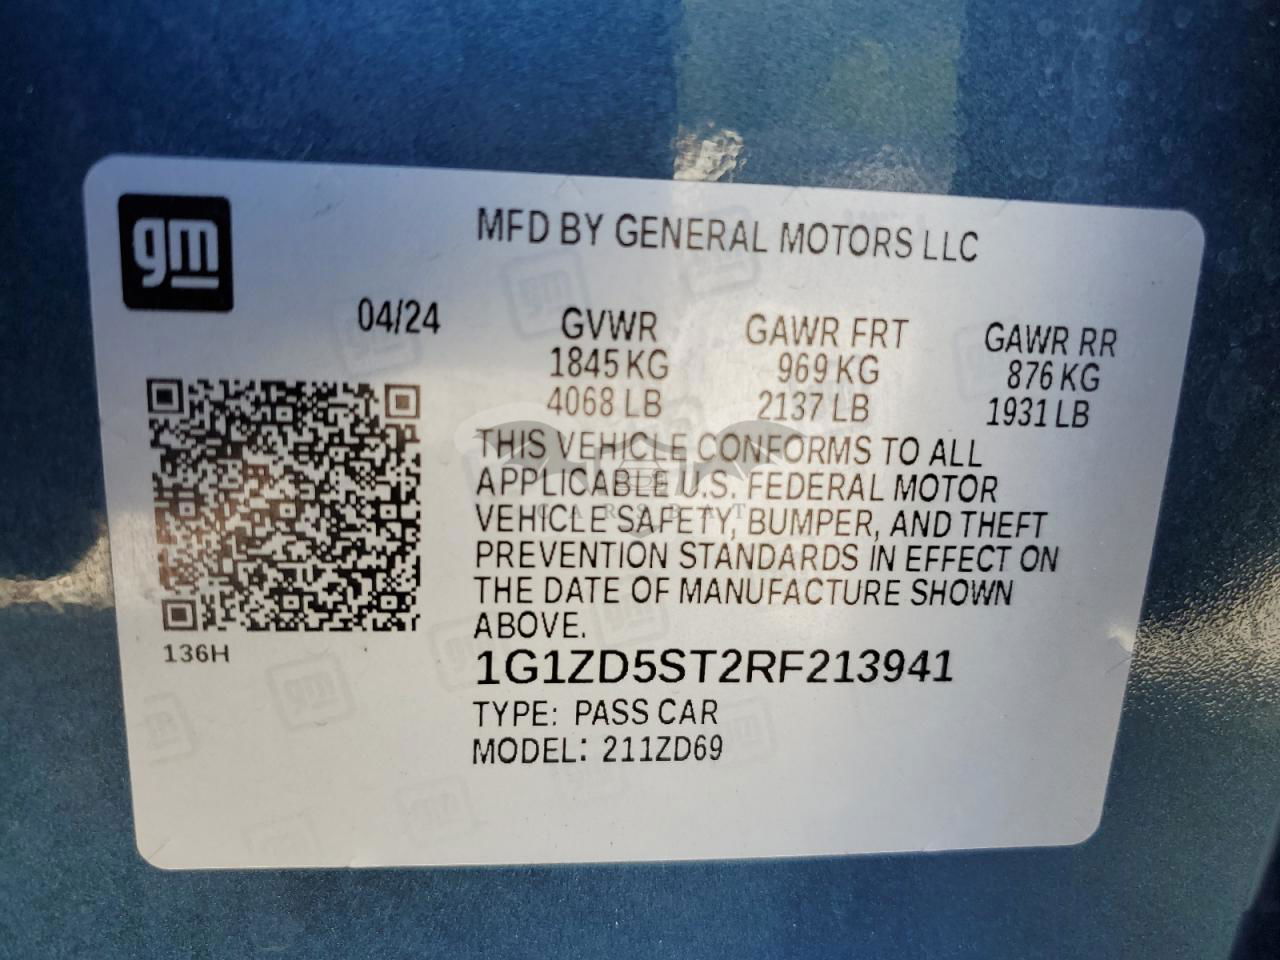 gm
MFD BY GENERAL MOTORS LLC
04/24
GVWR GAWR FRT GAWR RR
1845 KG 969 KG 876 KG
4068 LB 2137 LB 1931 LB
THIS VEHICLE CONFORMS TO ALL
APPLICABLE U.S. FEDERAL MOTOR
CARSBAT
VEHICLE SAFETY, BUMPER, AND THEFT
PREVENTION STANDARDS IN EFFECT ON
THE DATE OF MANUFACTURE SHOWN
ABOVE.
136H
1G1ZD5ST2RF213941
TYPE: PASS CAR
MODEL: 211ZD69